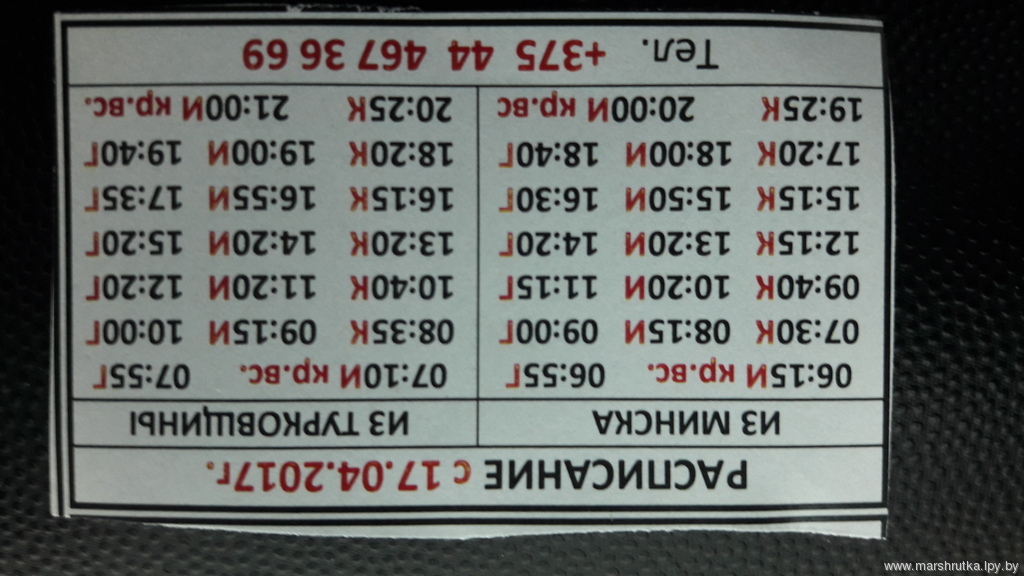 РАСПИСАНИЕ с 17.04.2017г.
ИЗ МИНСКА ИЗ ТУРКОВЩИНЫ
06:15И кр.вс. 06:55Г 07:10И кр.вс. 07:55Г
07:30К 08:15И 09:00Г 08:35К 09:15И 10:00Г
09:40К 10:20И 11:15Г 10:40К 11:20И 12:20Г
12:15К 13:20И 14:20Г 13:20К 14:20И 15:20Г
15:15К 15:50И 16:30Г 16:15К 16:55И 17:35Г
17:20К 18:00И 18:40Г 18:20К 19:00И 19:40Г
19:25К 20:00И кр.вс 20:25К 21:00И кр.вс.
Тел. +375 44 467 36 69
www.marshrutka.lpy.by